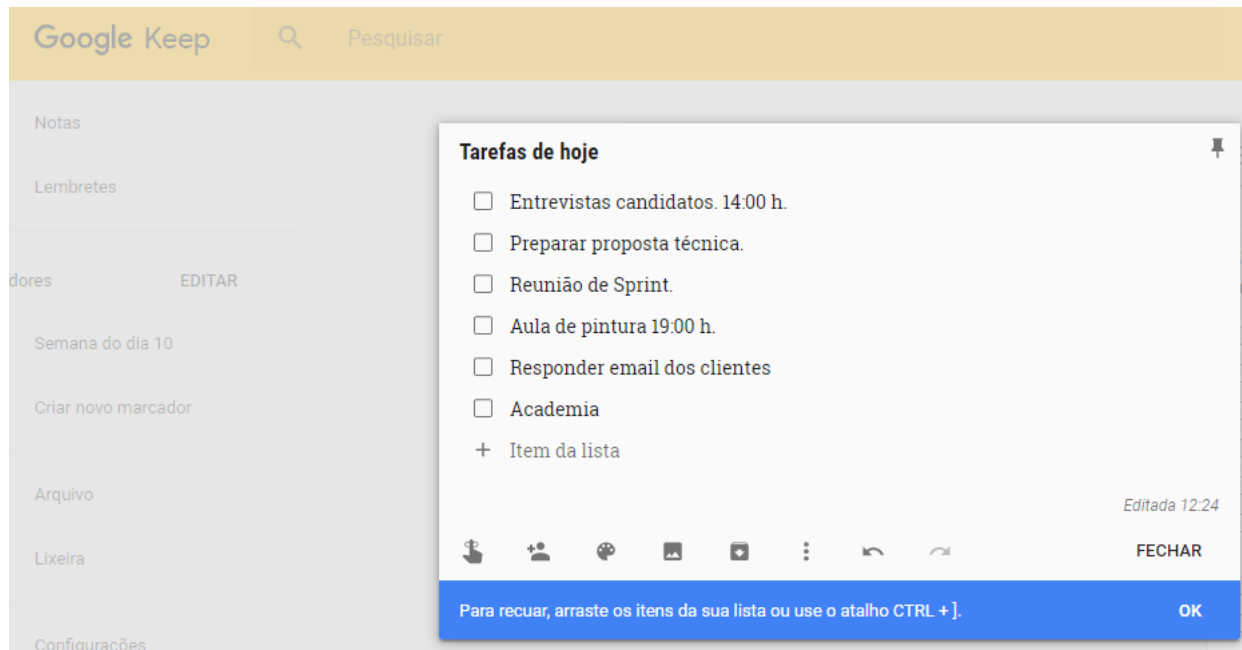 Google Keep
Pesquisar
Notas
Lembretes
dores
EDITAR
Semana do dia 10
Criar novo marcador
Arquivo
Lixeira
Configurações
Tarefas de hoje
Entrevistas candidatos. 14:00 h.
Preparar proposta técnica.
Reunião de Sprint.
Aula de pintura 19:00 h.
Responder email dos clientes
Academia
+ Item da lista
Editada 12:24
FECHAR
Para recuar, arraste os itens da sua lista ou use o atalho CTRL + ].
OK